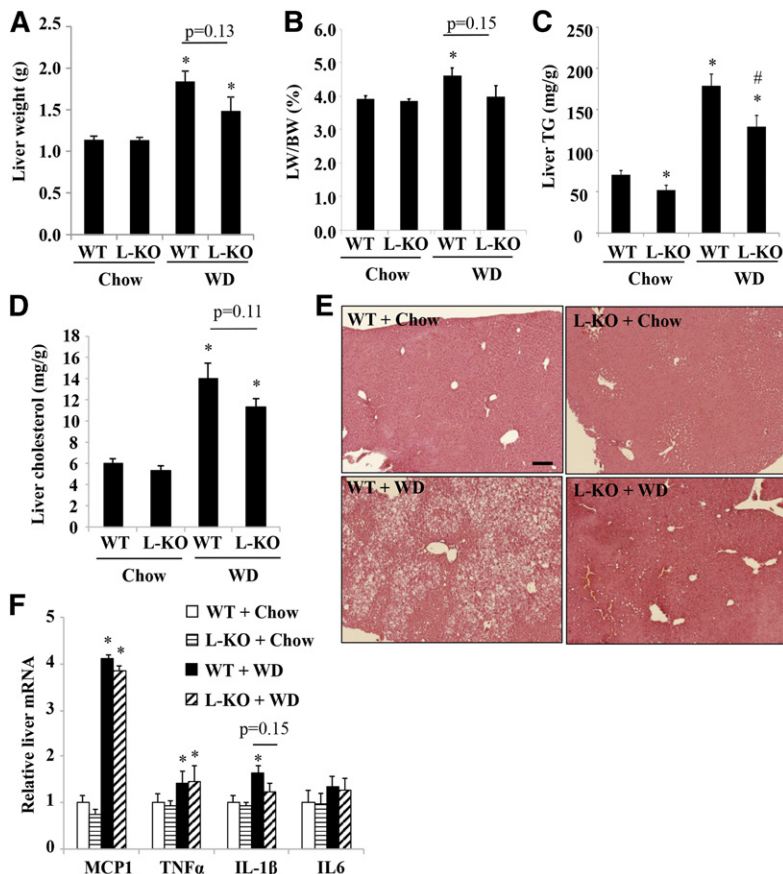 A
p=0.13
Liver weight (g)
2.5
2.0
1.5
1.0
0.5
0.0
*
*
WT L-KO WT L-KO
Chow WD
B
p=0.15
LW/BW (%)
6.0
5.0
4.0
3.0
2.0
1.0
0.0
*
WT L-KO WT L-KO
Chow WD
C
Liver TG (mg/g)
250
200
150
100
50
0
*
*
#
*
WT L-KO WT L-KO
Chow WD
D
p=0.11
Liver cholesterol (mg/g)
18
16
14
12
10
8
6
4
2
0
*
*
WT L-KO WT L-KO
Chow WD
E
WT + Chow
L-KO + Chow
WT + WD
L-KO + WD
F
WT + Chow
L-KO + Chow
WT + WD
L-KO + WD
Relative liver mRNA
5
4
3
2
1
0
* *
* *
p=0.15
*
MCP1 TNFα IL-1β IL6